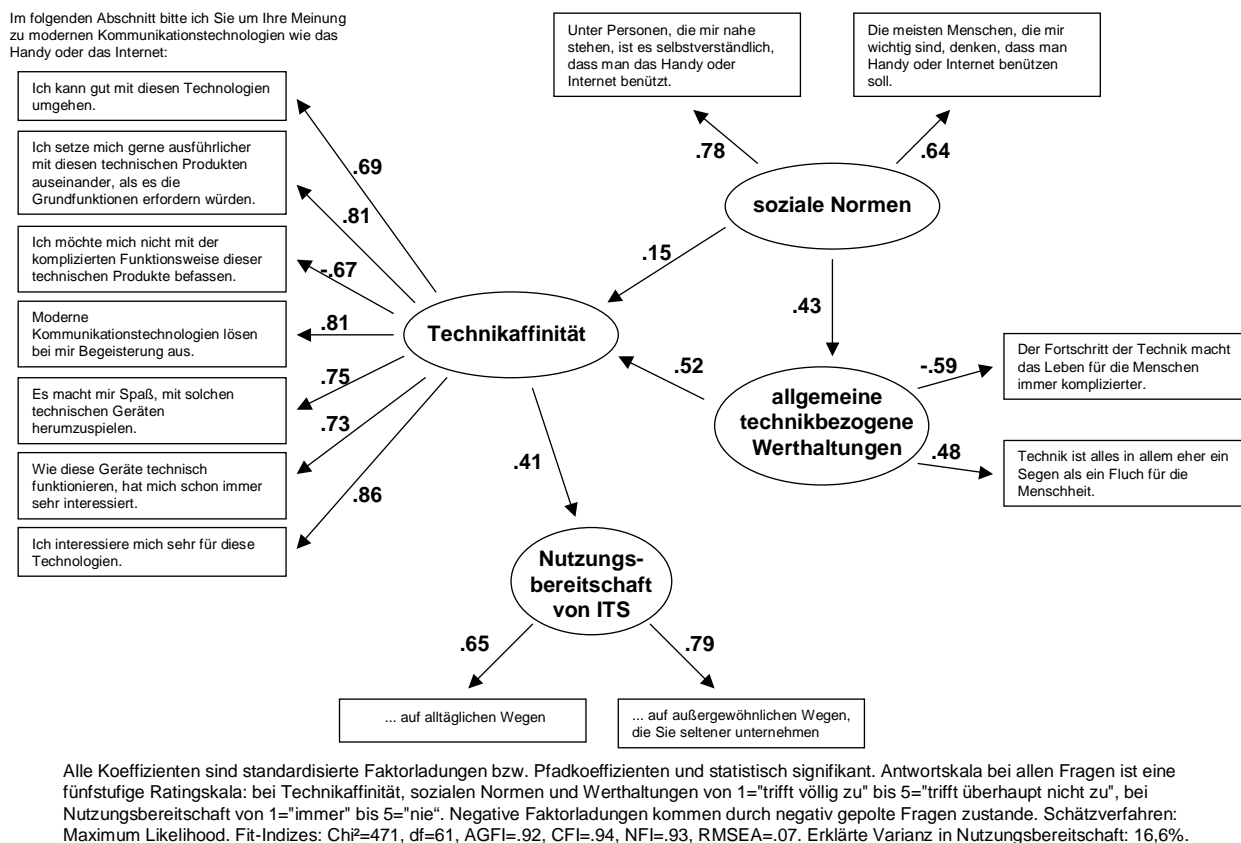 Im folgenden Abschnitt bitte ich Sie um Ihre Meinung
zu modernen Kommunikationstechnologien wie das
Handy oder das Internet:
Ich kann gut mit diesen Technologien
umgehen.
Ich setze mich gerne ausführlicher
mit diesen technischen Produkten
auseinander, als es die
Grundfunktionen erfordern würden.
Ich möchte mich nicht mit der
komplizierten Funktionsweise dieser
technischen Produkte befassen.
Moderne
Kommunikationstechnologien lösen
bei mir Begeisterung aus.
Es macht mir Spaß, mit solchen
technischen Geräten
herumzuspielen.
Wie diese Geräte technisch
funktionieren, hat mich schon immer
sehr interessiert.
Ich interessiere mich sehr für diese
Technologien.
.69
.81
-.67
.81
.75
.73
.86
Technikaffinität
Unter Personen, die mir nahe
stehen, ist es selbstverständlich,
dass man das Handy oder
Internet benützt.
Die meisten Menschen, die mir
wichtig sind, denken, dass man
Handy oder Internet benützen
soll.
.78
.64
soziale Normen
.15
.43
.52
allgemeine
technikbezogene
Werthaltungen
-.59
.48
Der Fortschritt der Technik macht
das Leben für die Menschen
immer komplizierter.
Technik ist alles in allem eher ein
Segen als ein Fluch für die
Menschheit.
.41
Nutzungs-
bereitschaft
von ITS
.65
.79
... auf alltäglichen Wegen
... auf außergewöhnlichen Wegen,
die Sie seltener unternehmen
Alle Koeffizienten sind standardisierte Faktorladungen bzw. Pfadkoeffizienten und statistisch signifikant. Antwortskala bei allen Fragen ist eine
fünfstufige Ratingskala: bei Technikaffinität, sozialen Normen und Werthaltungen von 1="trifft völlig zu" bis 5="trifft überhaupt nicht zu", bei
Nutzungsbereitschaft von 1="immer" bis 5="nie“. Negative Faktorladungen kommen durch negativ gepolte Fragen zustande. Schätzverfahren:
Maximum Likelihood. Fit-Indizes: Chi²=471, df=61, AGFI=.92, CFI=.94, NFI=.93, RMSEA=.07. Erklärte Varianz in Nutzungsbereitschaft: 16,6%.